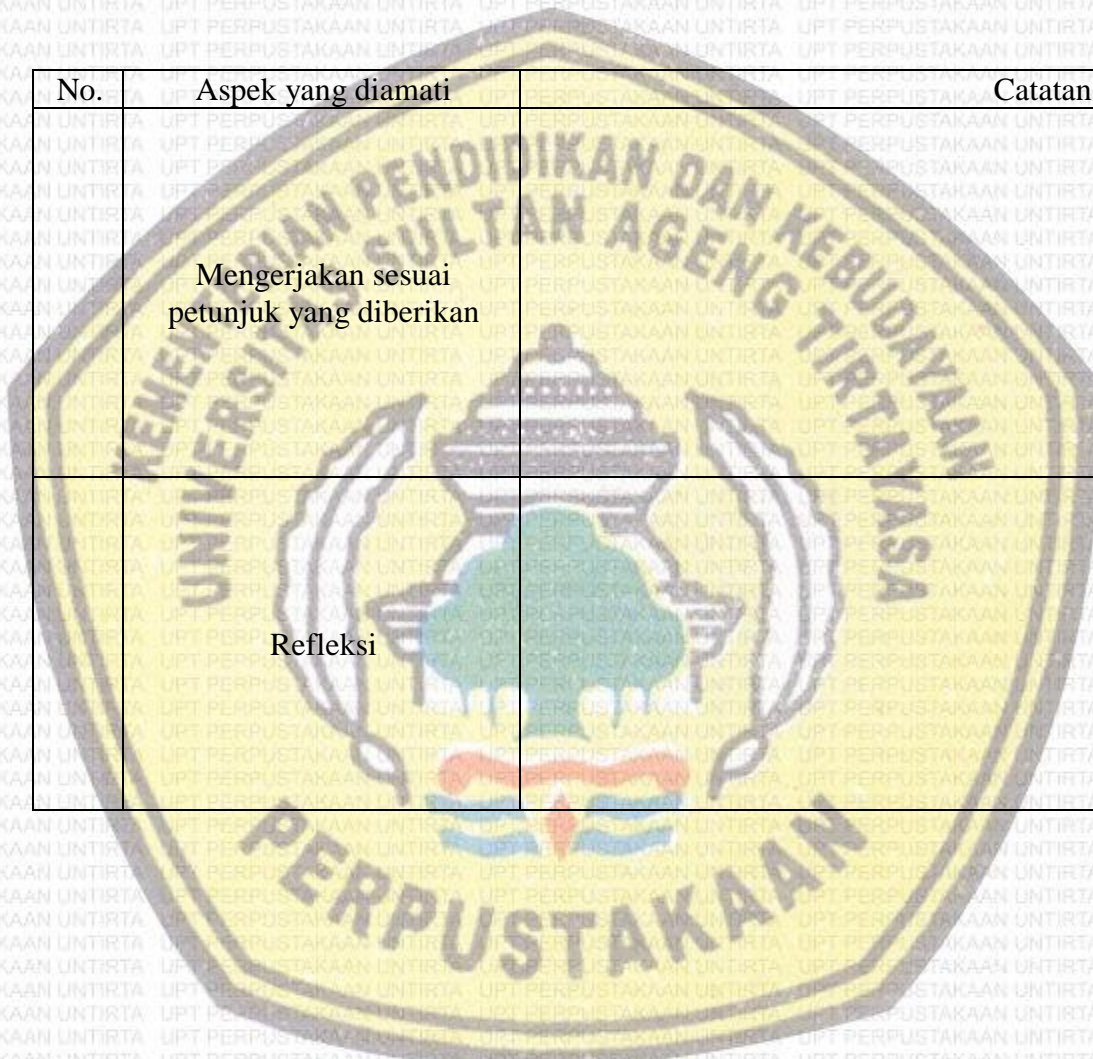 No. Aspek yang diamati Catatan
Mengerjakan sesuai
petunjuk yang diberikan
Refleksi
KEMENTARIAN PENDIDIKAN DAN KEBUDAYAAN
UNIVERSITAS SULTAN AGENG TIRTAYASA
PERPUSTAKAAN
UPT PERPUSTAKAAN UNTIRTA